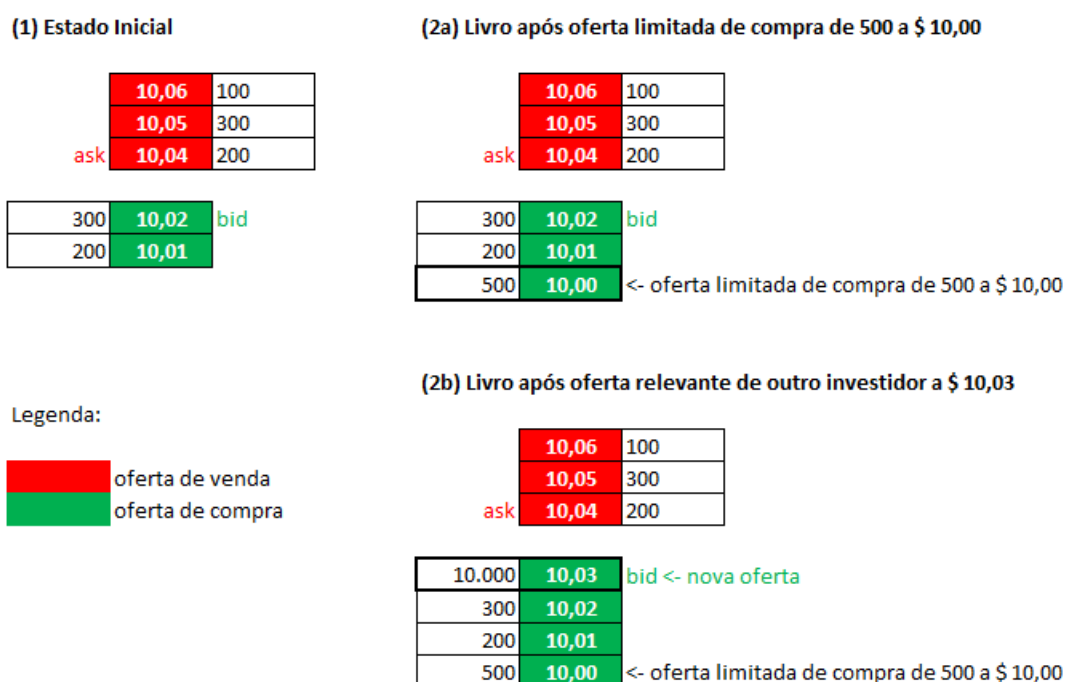 (1) Estado Inicial
10,06 100
10,05 300
ask 10,04 200
300 10,02 bid
200 10,01
(2a) Livro após oferta limitada de compra de 500 a $ 10,00
10,06 100
10,05 300
ask 10,04 200
300 10,02 bid
200 10,01
500 10,00 <- oferta limitada de compra de 500 a $ 10,00
Legenda:
oferta de venda
oferta de compra
(2b) Livro após oferta relevante de outro investidor a $ 10,03
10,06 100
10,05 300
ask 10,04 200
10.000 10,03 bid <- nova oferta
300 10,02
200 10,01
500 10,00 <- oferta limitada de compra de 500 a $ 10,00